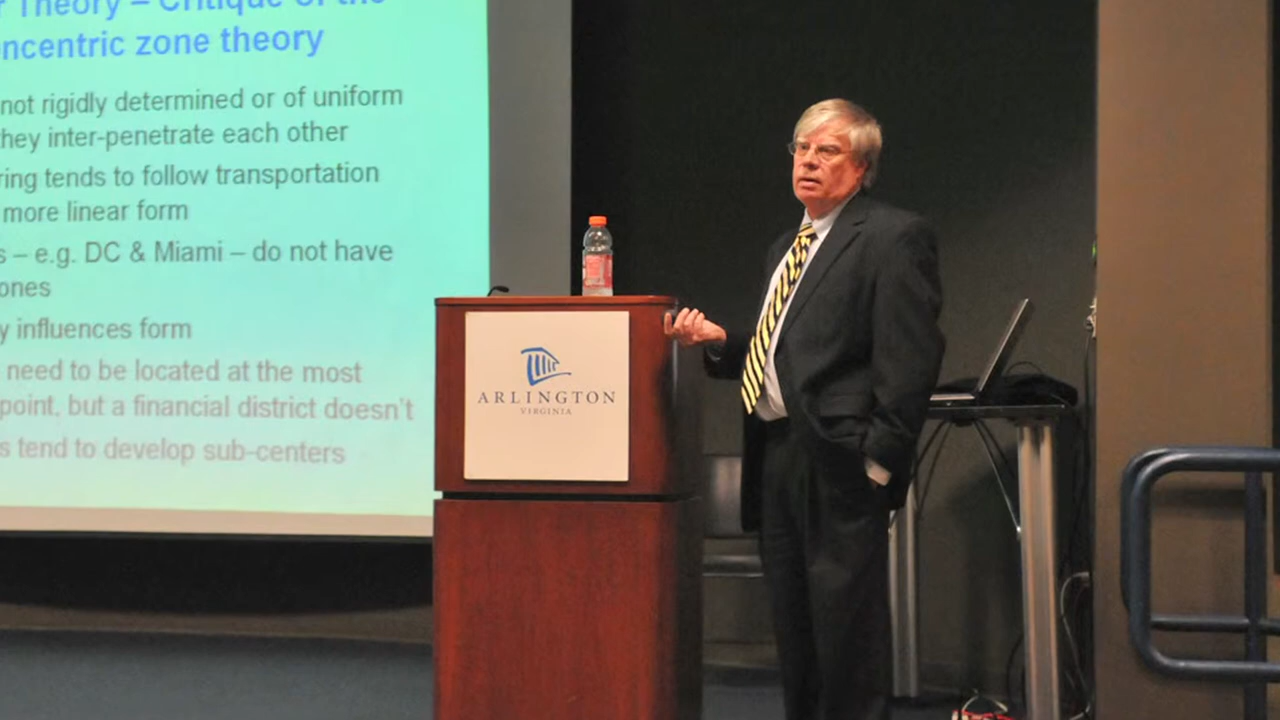 Theory – Critique of the
ncentric zone theory
not rigidly determined or of uniform
they inter-penetrate each other
ring tends to follow transportation
more linear form
s – e.g. DC & Miami – do not have
ones
y influences form
need to be located at the most
point, but a financial district doesn't
s tend to develop sub-centers
ARLINGTON
VIRGINIA